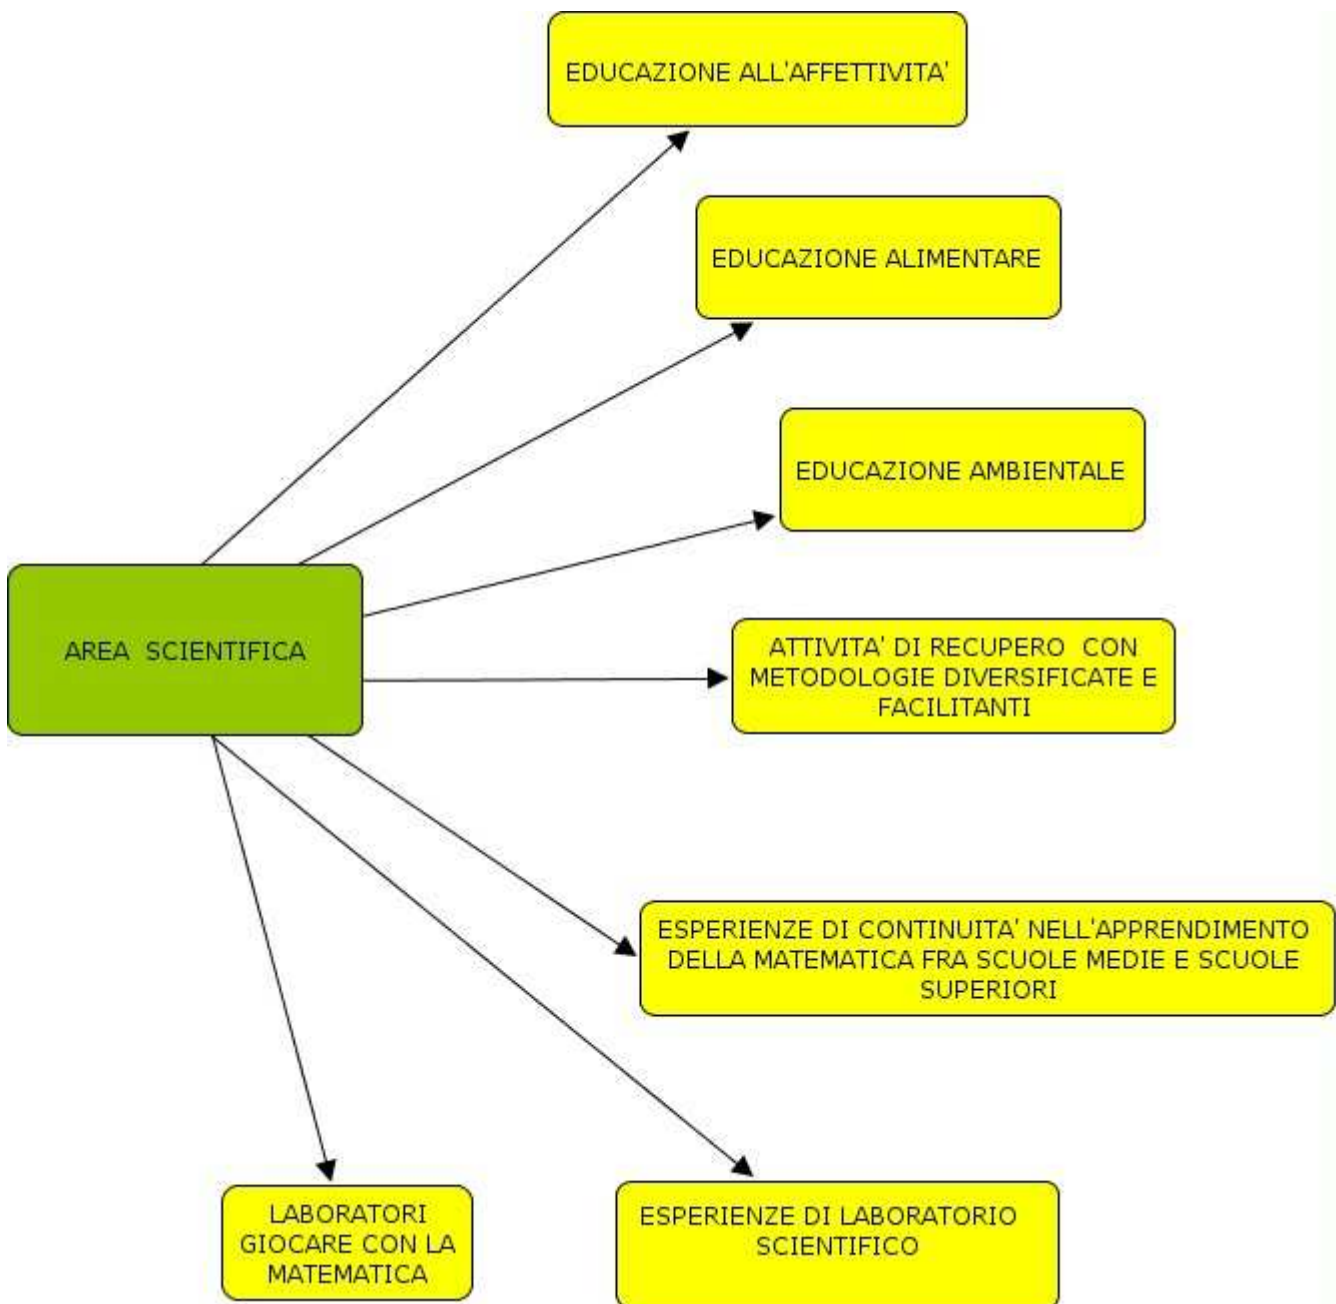 EDUCAZIONE ALL'AFFETTIVITA'
EDUCAZIONE ALIMENTARE
EDUCAZIONE AMBIENTALE
AREA SCIENTIFICA
ATTIVITA' DI RECUPERO CON
METODOLOGIE DIVERSIFICATE E
FACILITANTI
ESPERIENZE DI CONTINUITA' NELL'APPRENDIMENTO
DELLA MATEMATICA FRA SCUOLE MEDIE E SCUOLE
SUPERIORI
LABORATORI
GIOCARE CON LA
MATEMATICA
ESPERIENZE DI LABORATORIO
SCIENTIFICO